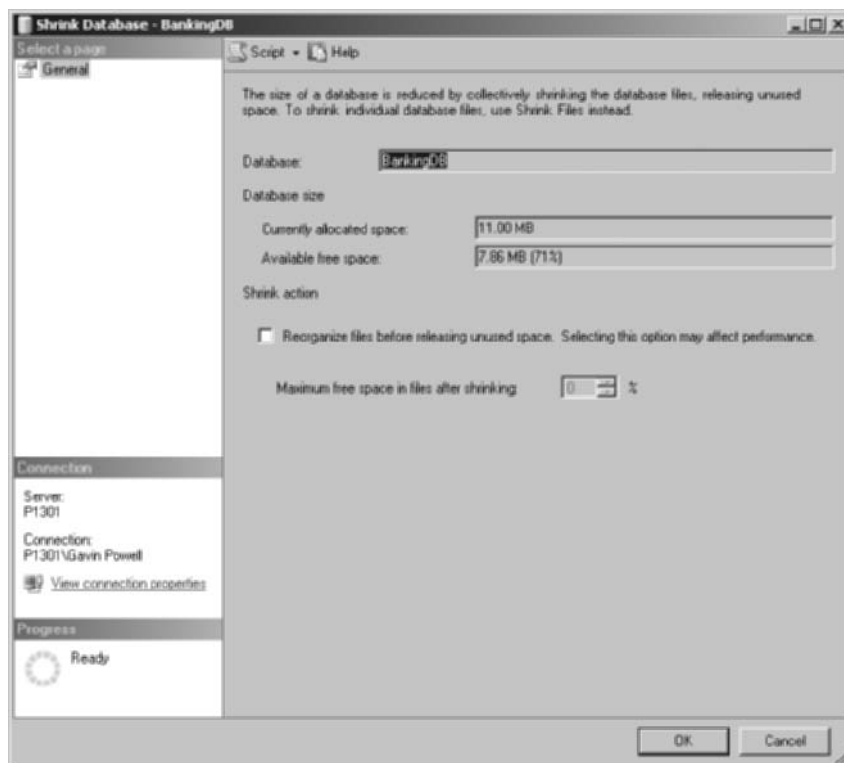 Shrink Database - BankingDB
Select a page
General
Script
Help
The size of a database is reduced by collectively shrinking the database files, releasing unused
space. To shrink individual database files, use Shrink Files instead.
Database:
BankingDB
Database size
Currently allocated space:
11.00 MB
Available free space:
7.86 MB (71%)
Shrink action
Reorganize files before releasing unused space. Selecting this option may affect performance.
Maximum free space in files after shrinking
0
%
Connection
Server:
P1301
Connection:
P1301\Gavin Powell
View connection properties
Progress
Ready
OK
Cancel